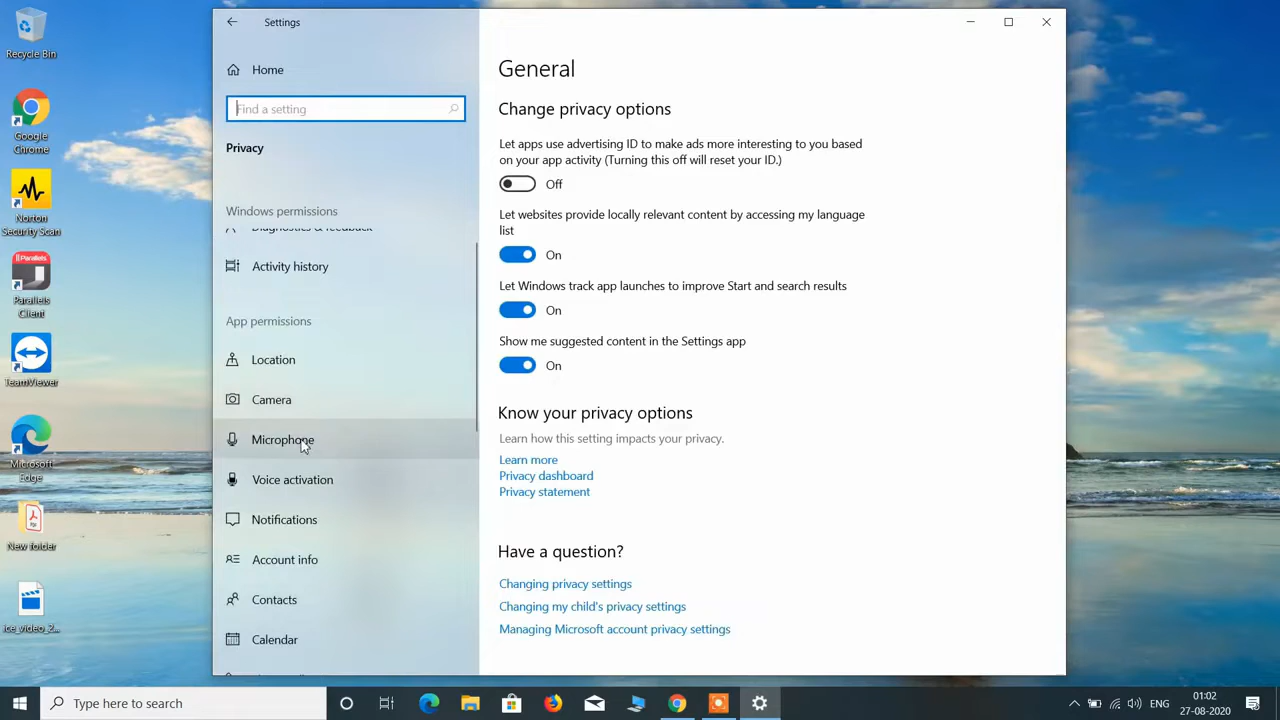 Recycle Bin
Google
Chrome
Norton
Security Scan
Parallels
Parallels
Client
TeamViewer
Microsoft
Edge
New folder
ice_video_2...
Settings
Home
Find a setting
Privacy
Windows permissions
Diagnostics & feedback
Activity history
App permissions
Location
Camera
Microphone
Voice activation
Notifications
Account info
Contacts
Calendar
General
Change privacy options
Let apps use advertising ID to make ads more interesting to you based
on your app activity (Turning this off will reset your ID.)
Off
Let websites provide locally relevant content by accessing my language
list
On
Let Windows track app launches to improve Start and search results
On
Show me suggested content in the Settings app
On
Know your privacy options
Learn how this setting impacts your privacy.
Learn more
Privacy dashboard
Privacy statement
Have a question?
Changing privacy settings
Changing my child's privacy settings
Managing Microsoft account privacy settings
Type here to search
ENG
01:02
27-08-2020